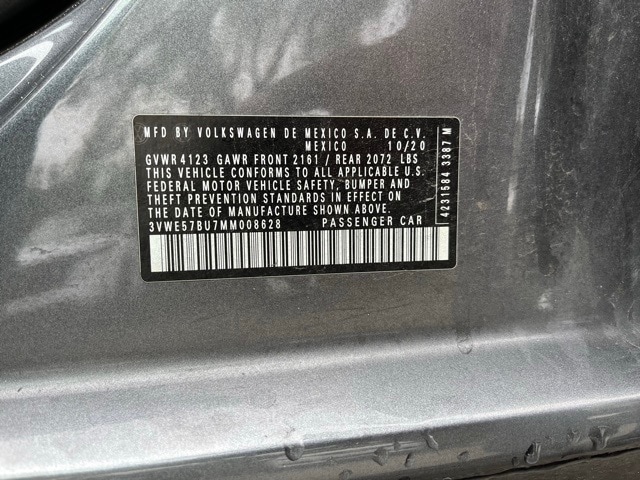 MFD BY VOLKSWAGEN DE MEXICO S.A. DE C.V.
MEXICO 10/20
GVWR 4123 GAWR FRONT 2161 / REAR 2072 LBS
THIS VEHICLE CONFORMS TO ALL APPLICABLE U.S.
FEDERAL MOTOR VEHICLE SAFETY, BUMPER AND
THEFT PREVENTION STANDARDS IN EFFECT ON THE
DATE OF MANUFACTURE SHOWN ABOVE.
3VWE57BU7MM008628 PASSENGER CAR
4231584 3387 M